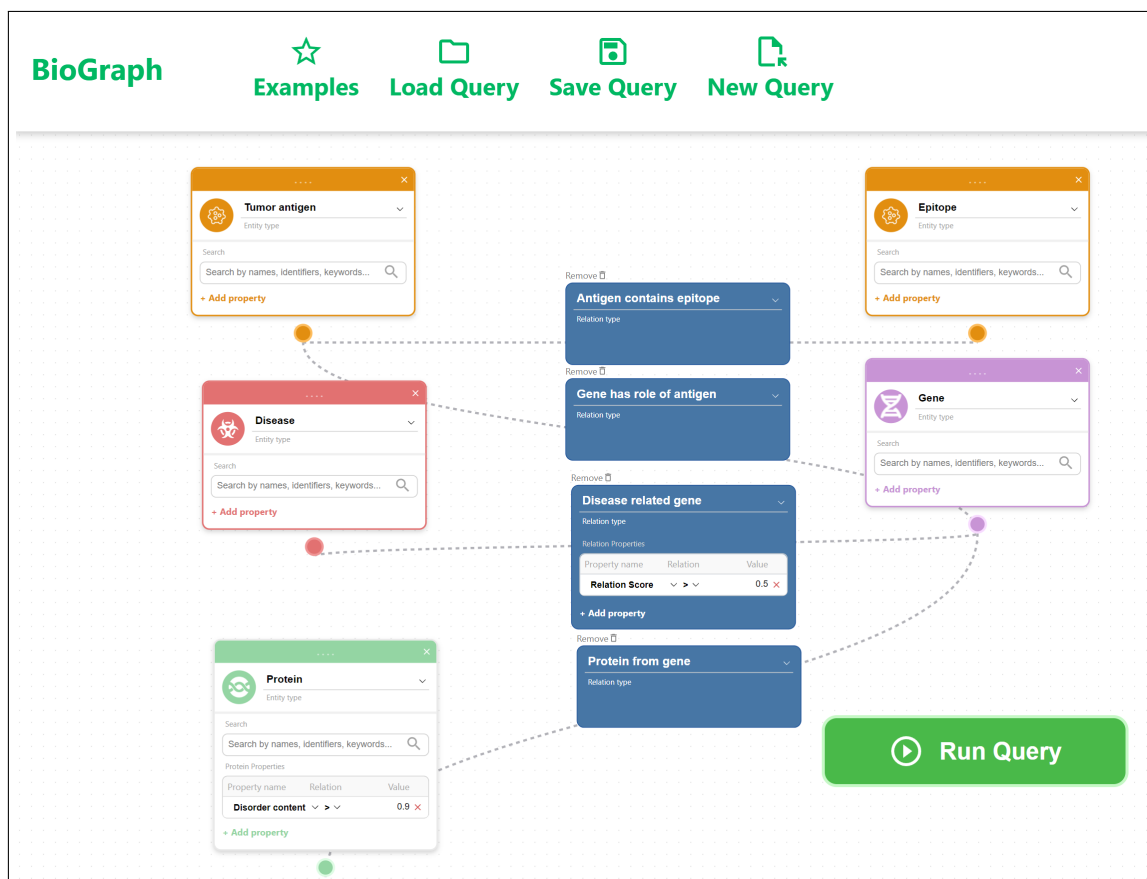 BioGraph
Examples
Load Query
Save Query
New Query
....
×
Tumor antigen
Entity type
Search
Search by names, identifiers, keywords...
+ Add property
....
×
Epitope
Entity type
Search
Search by names, identifiers, keywords...
+ Add property
Remove
Antigen contains epitope
Relation type
Remove
Gene has role of antigen
Relation type
....
×
Gene
Entity type
Search
Search by names, identifiers, keywords...
+ Add property
....
×
Disease
Entity type
Search
Search by names, identifiers, keywords...
+ Add property
Remove
Disease related gene
Relation type
Relation Properties
Property name Relation Value
Relation Score > 0.5 ×
+ Add property
Remove
Protein from gene
Relation type
....
×
Protein
Entity type
Search
Search by names, identifiers, keywords...
Protein Properties
Property name Relation Value
Disorder content > 0.9 ×
+ Add property
Run Query